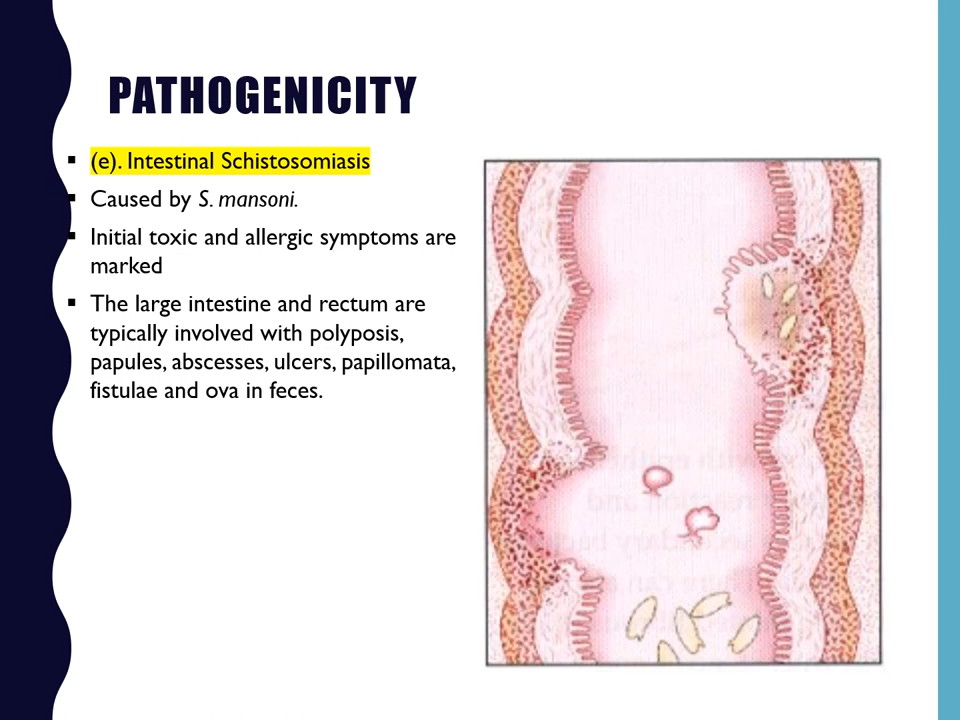 PATHOGENICITY
▪ (e). Intestinal Schistosomiasis
▪ Caused by S. mansoni.
▪ Initial toxic and allergic symptoms are
marked
▪ The large intestine and rectum are
typically involved with polyposis,
papules, abscesses, ulcers, papillomata,
fistulae and ova in feces.